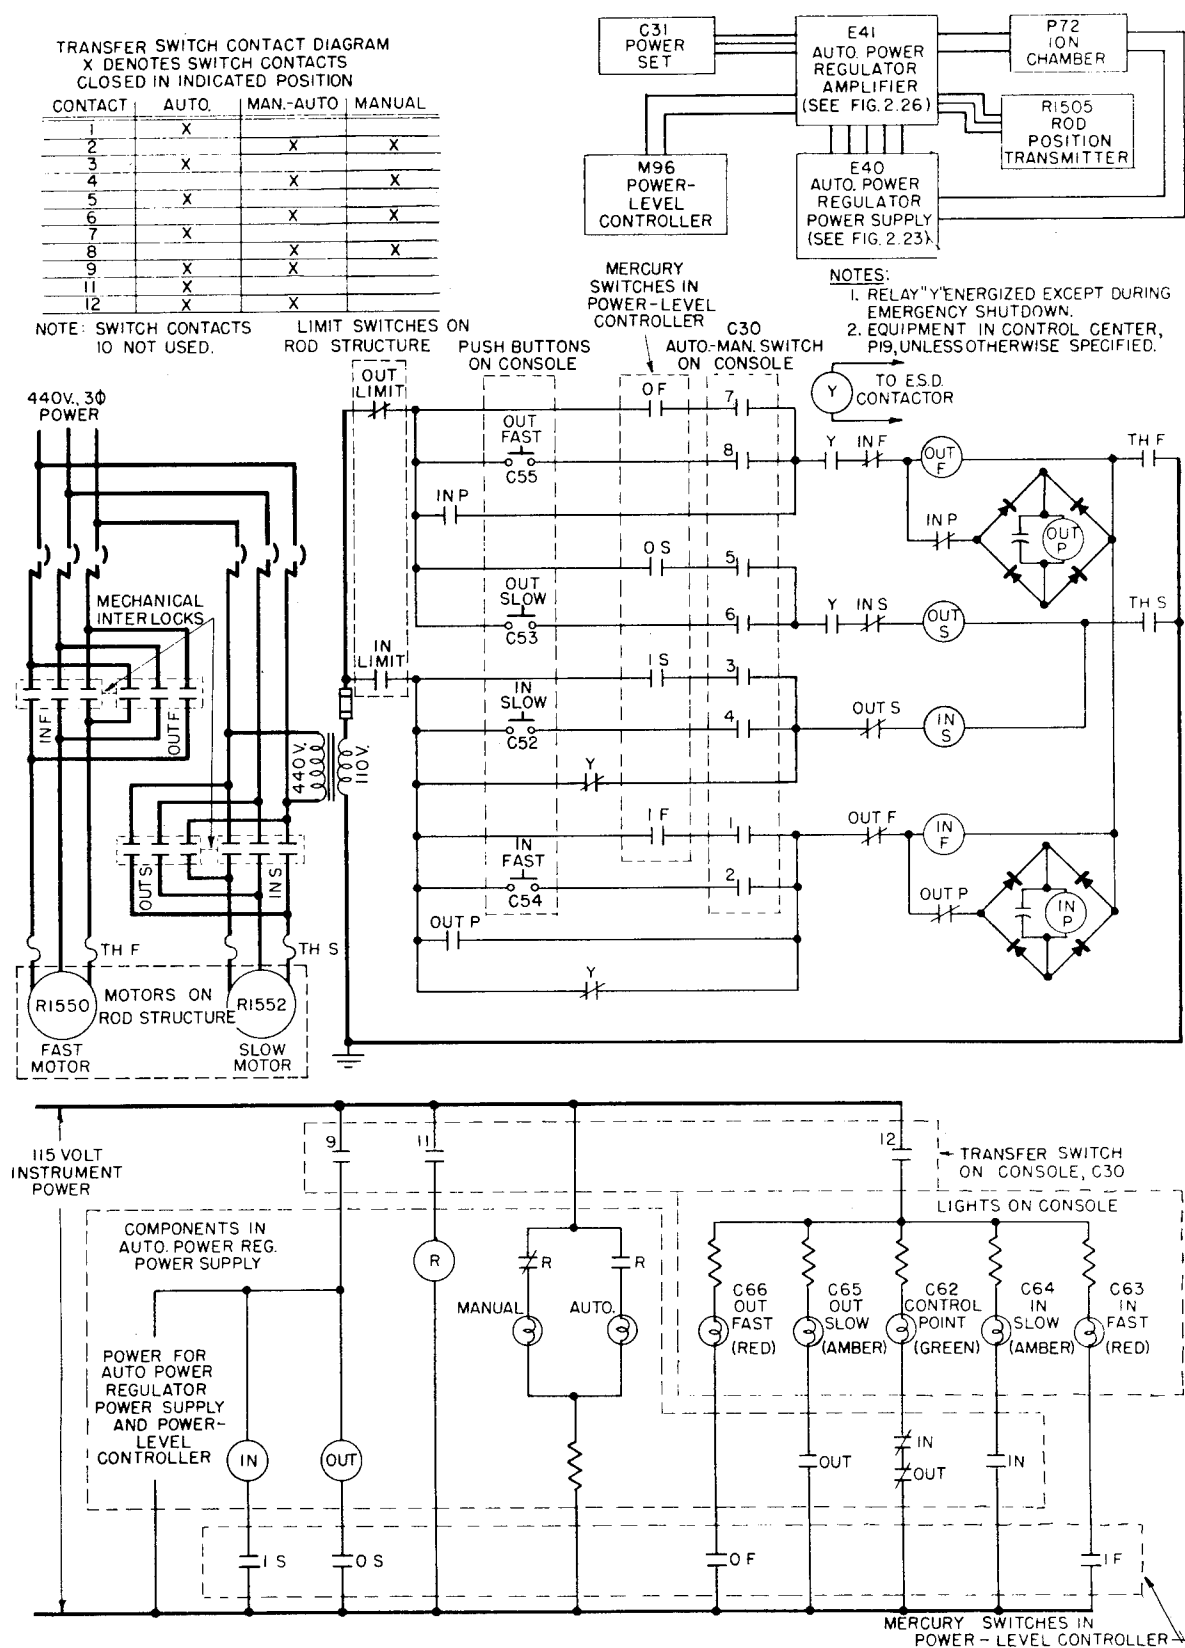 TRANSFER SWITCH CONTACT DIAGRAM
X DENOTES SWITCH CONTACTS
CLOSED IN INDICATED POSITION
CONTACT AUTO. MAN.-AUTO MANUAL
1 X
2 X X
3 X
4 X X
5 X
6 X X
7 X
8 X X
9 X X
11 X
12 X X
NOTE: SWITCH CONTACTS
10 NOT USED.
C31
POWER
SET
E41
AUTO. POWER
REGULATOR
AMPLIFIER
(SEE FIG. 2.26)
P72
ION
CHAMBER
R1505
ROD
POSITION
TRANSMITTER
M96
POWER-
LEVEL
CONTROLLER
E40
AUTO. POWER
REGULATOR
POWER SUPPLY
(SEE FIG. 2.23)
NOTES:
1. RELAY "Y" ENERGIZED EXCEPT DURING
EMERGENCY SHUTDOWN.
2. EQUIPMENT IN CONTROL CENTER,
P19, UNLESS OTHERWISE SPECIFIED.
LIMIT SWITCHES ON
ROD STRUCTURE
PUSH BUTTONS
ON CONSOLE
MERCURY
SWITCHES IN
POWER-LEVEL
CONTROLLER
C30
AUTO.-MAN. SWITCH
ON CONSOLE
Y
TO E.S.D.
CONTACTOR
440V., 3Φ
POWER
MECHANICAL
INTERLOCKS
IN F
OUT F
OUT S
IN S
440 V.
110V.
TH F
TH S
R1550
MOTORS ON
ROD STRUCTURE
R1552
FAST
MOTOR
SLOW
MOTOR
OUT
LIMIT
OF
7
OUT
FAST
C55
8
Y
IN F
OUT
F
TH F
IN P
IN P
OUT
P
OS
5
OUT
SLOW
C53
6
Y
IN S
OUT
S
TH S
IN
LIMIT
IS
3
IN
SLOW
C52
4
OUT S
IN
S
Y
IF
1
OUT F
IN
F
IN
FAST
C54
2
OUT P
IN
P
OUT P
Y
115 VOLT
INSTRUMENT
POWER
9
11
12
TRANSFER SWITCH
ON CONSOLE, C30
LIGHTS ON CONSOLE
COMPONENTS IN
AUTO. POWER REG.
POWER SUPPLY
R
R
R
MANUAL
AUTO.
C66
OUT
FAST
(RED)
C65
OUT
SLOW
(AMBER)
C62
CONTROL
POINT
(GREEN)
C64
IN
SLOW
(AMBER)
C63
IN
FAST
(RED)
POWER FOR
AUTO POWER
REGULATOR
POWER SUPPLY
AND POWER-
LEVEL
CONTROLLER
IN
OUT
OUT
IN
OUT
IN
IS
OS
OF
IF
MERCURY SWITCHES IN
POWER-LEVEL CONTROLLER